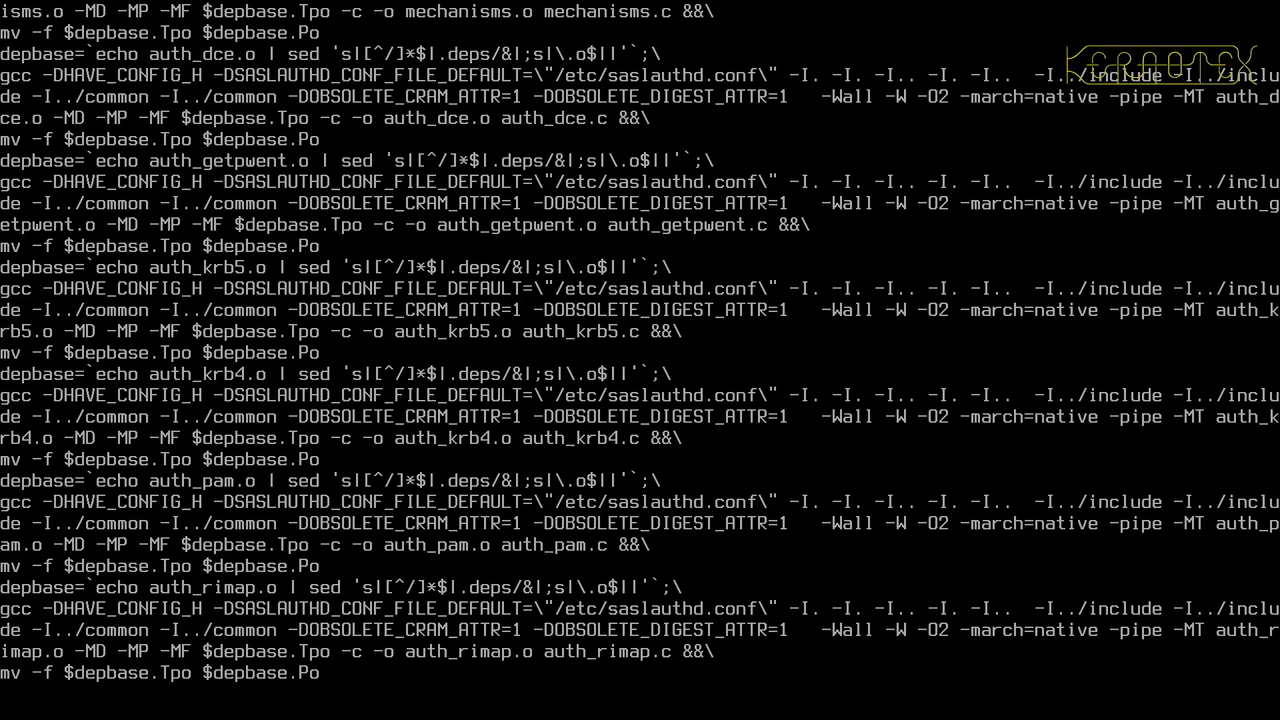 isms.o -MD -MP -MF $depbase.Tpo -c -o mechanisms.o mechanisms.c &&\
mv -f $depbase.Tpo $depbase.Po
depbase=`echo auth_dce.o | sed 's|[^/]*$|.deps/&|;s|\.o$||'`;\
gcc -DHAVE_CONFIG_H -DSASLAUTHD_CONF_FILE_DEFAULT=\"/etc/saslauthd.conf\" -I. -I. -I.. -I. -I..  -I../include -I../inclu
de -I../common -I../common -DOBSOLETE_CRAM_ATTR=1 -DOBSOLETE_DIGEST_ATTR=1   -Wall -W -O2 -march=native -pipe -MT auth_d
ce.o -MD -MP -MF $depbase.Tpo -c -o auth_dce.o auth_dce.c &&\
mv -f $depbase.Tpo $depbase.Po
depbase=`echo auth_getpwent.o | sed 's|[^/]*$|.deps/&|;s|\.o$||'`;\
gcc -DHAVE_CONFIG_H -DSASLAUTHD_CONF_FILE_DEFAULT=\"/etc/saslauthd.conf\" -I. -I. -I.. -I. -I..  -I../include -I../inclu
de -I../common -I../common -DOBSOLETE_CRAM_ATTR=1 -DOBSOLETE_DIGEST_ATTR=1   -Wall -W -O2 -march=native -pipe -MT auth_g
etpwent.o -MD -MP -MF $depbase.Tpo -c -o auth_getpwent.o auth_getpwent.c &&\
mv -f $depbase.Tpo $depbase.Po
depbase=`echo auth_krb5.o | sed 's|[^/]*$|.deps/&|;s|\.o$||'`;\
gcc -DHAVE_CONFIG_H -DSASLAUTHD_CONF_FILE_DEFAULT=\"/etc/saslauthd.conf\" -I. -I. -I.. -I. -I..  -I../include -I../inclu
de -I../common -I../common -DOBSOLETE_CRAM_ATTR=1 -DOBSOLETE_DIGEST_ATTR=1   -Wall -W -O2 -march=native -pipe -MT auth_k
rb5.o -MD -MP -MF $depbase.Tpo -c -o auth_krb5.o auth_krb5.c &&\
mv -f $depbase.Tpo $depbase.Po
depbase=`echo auth_krb4.o | sed 's|[^/]*$|.deps/&|;s|\.o$||'`;\
gcc -DHAVE_CONFIG_H -DSASLAUTHD_CONF_FILE_DEFAULT=\"/etc/saslauthd.conf\" -I. -I. -I.. -I. -I..  -I../include -I../inclu
de -I../common -I../common -DOBSOLETE_CRAM_ATTR=1 -DOBSOLETE_DIGEST_ATTR=1   -Wall -W -O2 -march=native -pipe -MT auth_k
rb4.o -MD -MP -MF $depbase.Tpo -c -o auth_krb4.o auth_krb4.c &&\
mv -f $depbase.Tpo $depbase.Po
depbase=`echo auth_pam.o | sed 's|[^/]*$|.deps/&|;s|\.o$||'`;\
gcc -DHAVE_CONFIG_H -DSASLAUTHD_CONF_FILE_DEFAULT=\"/etc/saslauthd.conf\" -I. -I. -I.. -I. -I..  -I../include -I../inclu
de -I../common -I../common -DOBSOLETE_CRAM_ATTR=1 -DOBSOLETE_DIGEST_ATTR=1   -Wall -W -O2 -march=native -pipe -MT auth_p
am.o -MD -MP -MF $depbase.Tpo -c -o auth_pam.o auth_pam.c &&\
mv -f $depbase.Tpo $depbase.Po
depbase=`echo auth_rimap.o | sed 's|[^/]*$|.deps/&|;s|\.o$||'`;\
gcc -DHAVE_CONFIG_H -DSASLAUTHD_CONF_FILE_DEFAULT=\"/etc/saslauthd.conf\" -I. -I. -I.. -I. -I..  -I../include -I../inclu
de -I../common -I../common -DOBSOLETE_CRAM_ATTR=1 -DOBSOLETE_DIGEST_ATTR=1   -Wall -W -O2 -march=native -pipe -MT auth_r
imap.o -MD -MP -MF $depbase.Tpo -c -o auth_rimap.o auth_rimap.c &&\
mv -f $depbase.Tpo $depbase.Po